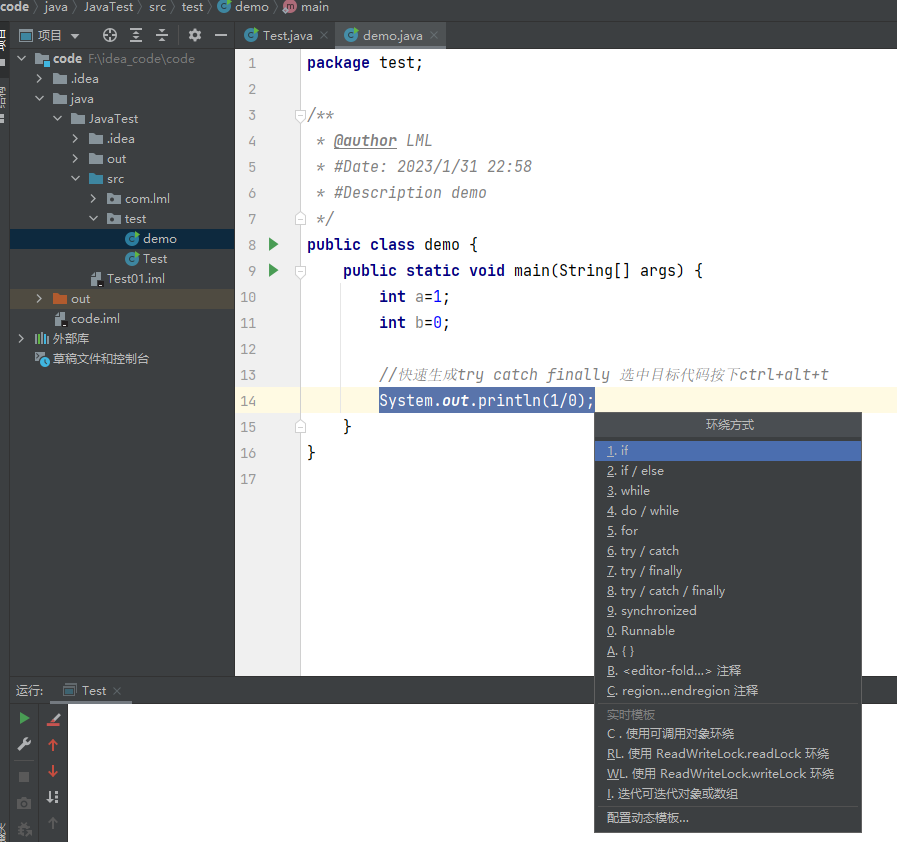 code java JavaTest src test demo main
项目
Test.java demo.java
code F:\idea_code\code
.idea
java
JavaTest
.idea
out
src
com.lml
test
demo
Test
Test01.iml
out
code.iml
外部库
草稿文件和控制台
1 package test;
2
3 /**
4 * @author LML
5 * #Date: 2023/1/31 22:58
6 * #Description demo
7 */
8 public class demo {
9 public static void main(String[] args) {
10 int a=1;
11 int b=0;
12
13 //快速生成try catch finally 选中目标代码按下ctrl+alt+t
14 System.out.println(1/0);
15 }
16 }
17
环绕方式
1. if
2. if / else
3. while
4. do / while
5. for
6. try / catch
7. try / finally
8. try / catch / finally
9. synchronized
0. Runnable
A. { }
B. <editor-fold...> 注释
C. region...endregion 注释
实时模板
C . 使用可调用对象环绕
RL. 使用 ReadWriteLock.readLock 环绕
WL. 使用 ReadWriteLock.writeLock 环绕
I. 迭代可迭代对象或数组
配置动态模板...
运行: Test